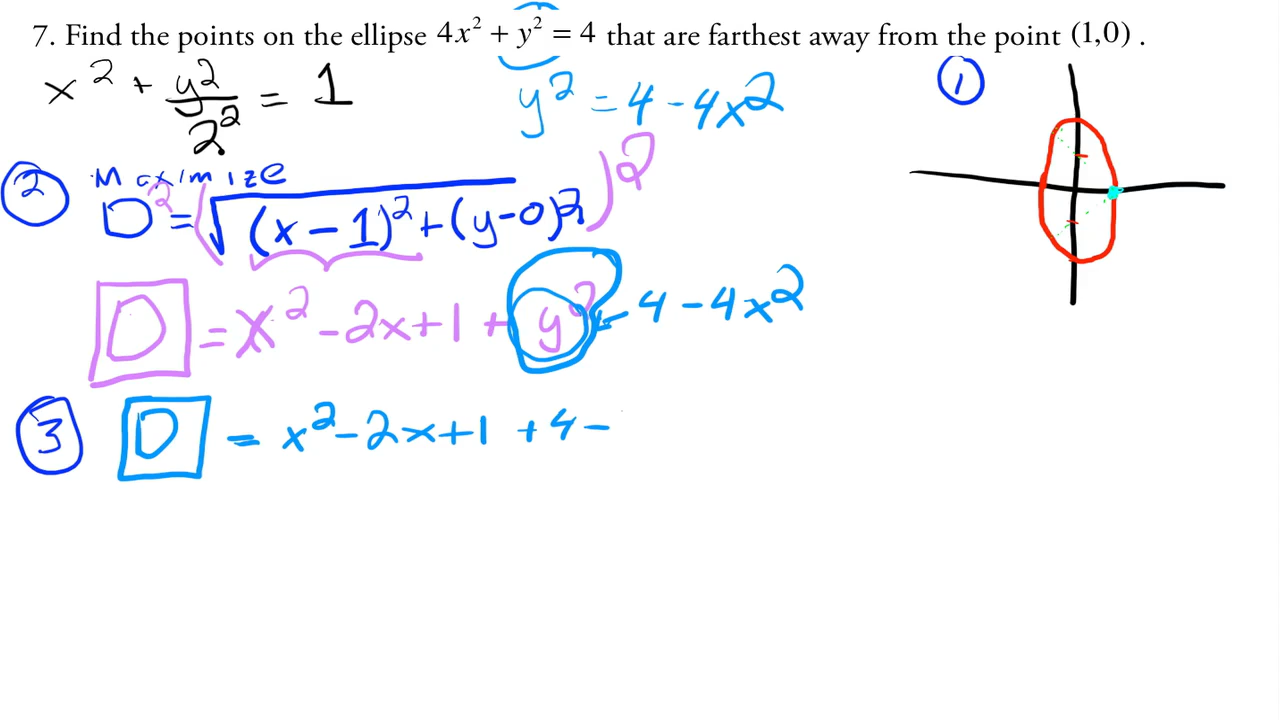 7. Find the points on the ellipse 4x² + y² = 4 that are farthest away from the point (1,0) .
x² + y²/2² = 1
y² = 4 - 4x²
①
② Maximize
D² = (√(x - 1)² + (y - 0)²)²
D = x² - 2x + 1 + y² ← 4 - 4x²
③ D = x² - 2x + 1 + 4 -